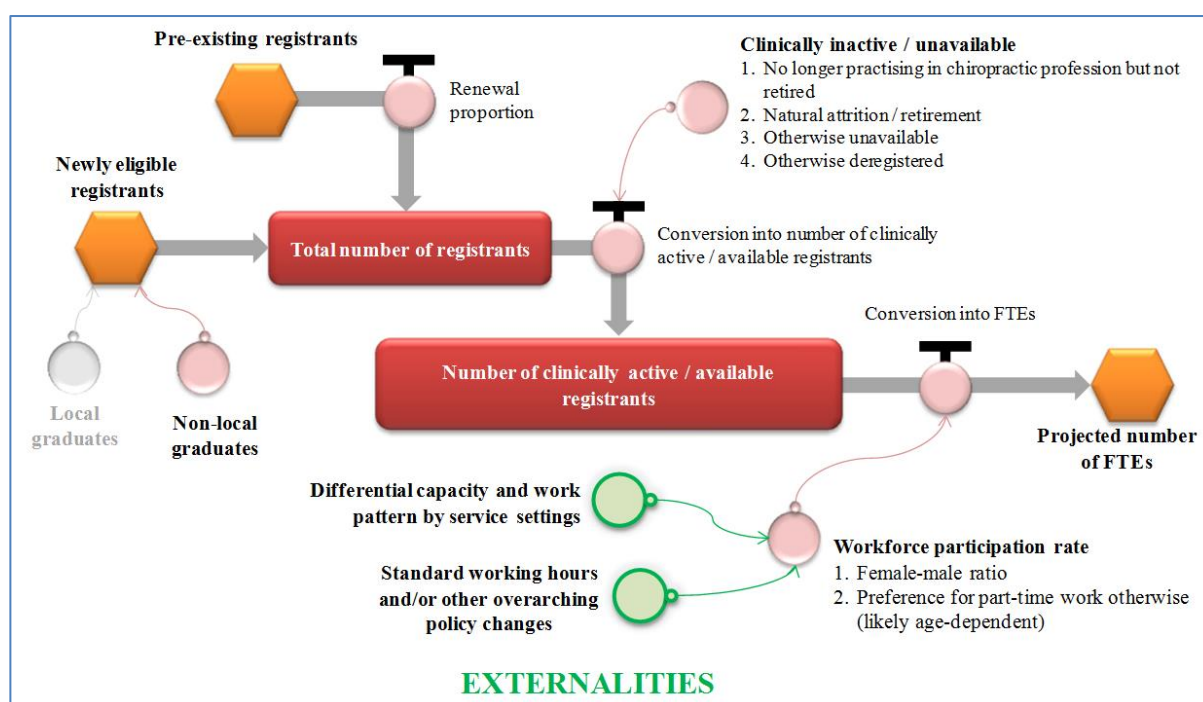 Pre-existing registrants
Renewal
proportion
Clinically inactive / unavailable
1. No longer practising in chiropractic profession but not
retired
2. Natural attrition / retirement
3. Otherwise unavailable
4. Otherwise deregistered
Newly eligible
registrants
Total number of registrants
Conversion into number of clinically
active / available registrants
Local
graduates
Non-local
graduates
Number of clinically active / available
registrants
Conversion into FTEs
Projected number
of FTEs
Differential capacity and work
pattern by service settings
Standard working hours
and/or other overarching
policy changes
Workforce participation rate
1. Female-male ratio
2. Preference for part-time work otherwise
(likely age-dependent)
EXTERNALITIES